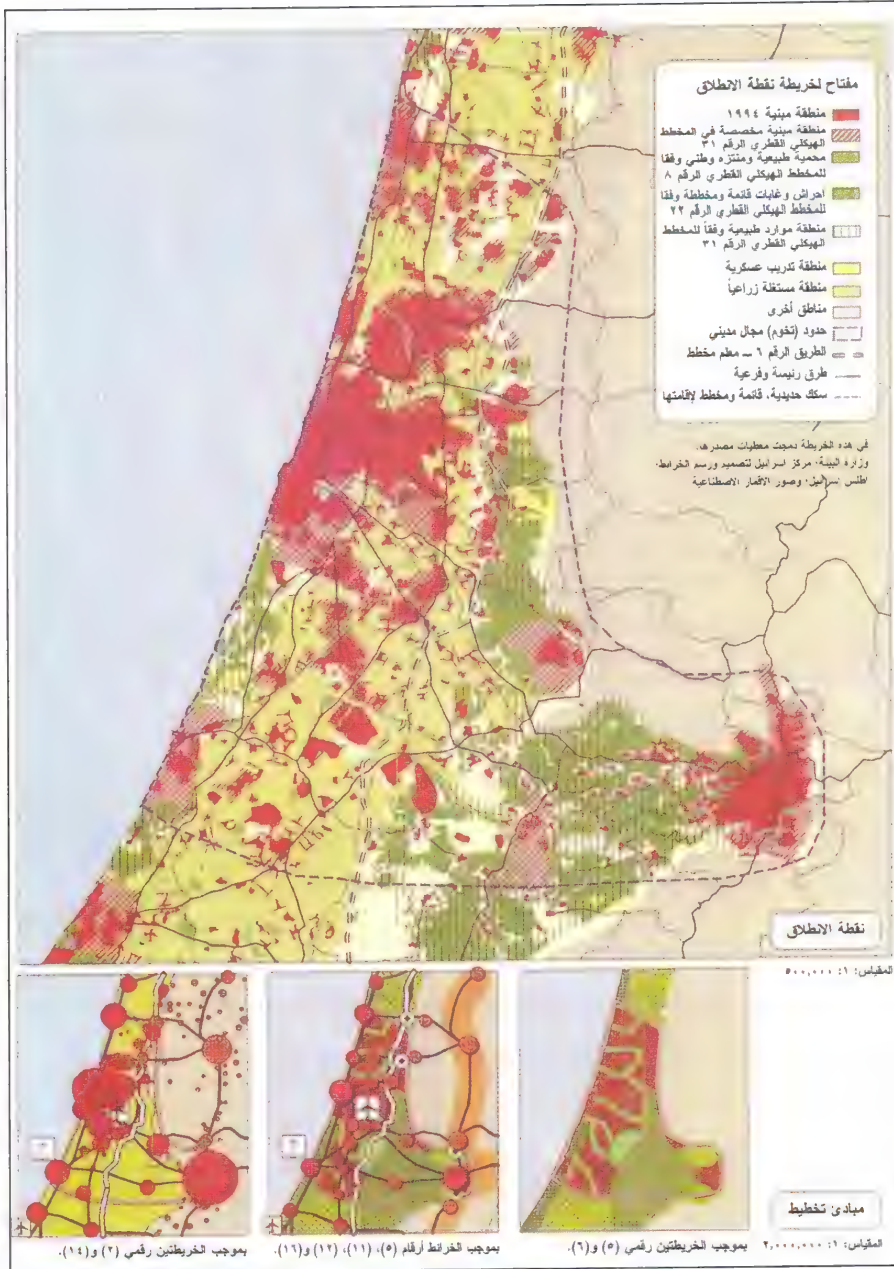 مفتاح لخريطة نقطة الانطلاق
منطقة مبنية ١٩٩٤
منطقة مبنية مخصصة في المخطط
الهيكلي القطري الرقم ٣١
محمية طبيعية ومنتزه وطني وفقا
للمخطط الهيكلي القطري الرقم ٨
احراش وغابات قائمة ومخططة وفقا
للمخطط الهيكلي القطري الرقم ٢٢
منطقة موارد طبيعية وفقاً للمخطط
الهيكلي القطري الرقم ٣١
منطقة تدريب عسكرية
منطقة مستغلة زراعياً
مناطق أخرى
حدود (تخوم) مجال مديني
الطريق الرقم ٦ ــ معلم مخطط
طرق رئيسة وفرعية
سكك حديدية، قائمة ومخطط لإقامتها
في هذه الخريطة دمجت معطيات مصدرها:
وزارة البيئة، مركز اسرائيل لتصميم ورسم الخرائط،
اطلس إسرائيل، وصور الاقمار الاصطناعية
نقطة الانطلاق
المقياس: ١: ٥٠٠,٠٠٠
مبادئ تخطيط
المقياس: ١: ٢,٠٠٠,٠٠٠
بموجب الخريطتين رقمي (٥) و(٦).
بموجب الخرائط أرقام (٥)، (١١)، (١٢) و(١٦).
بموجب الخريطتين رقمي (٢) و(١٤).